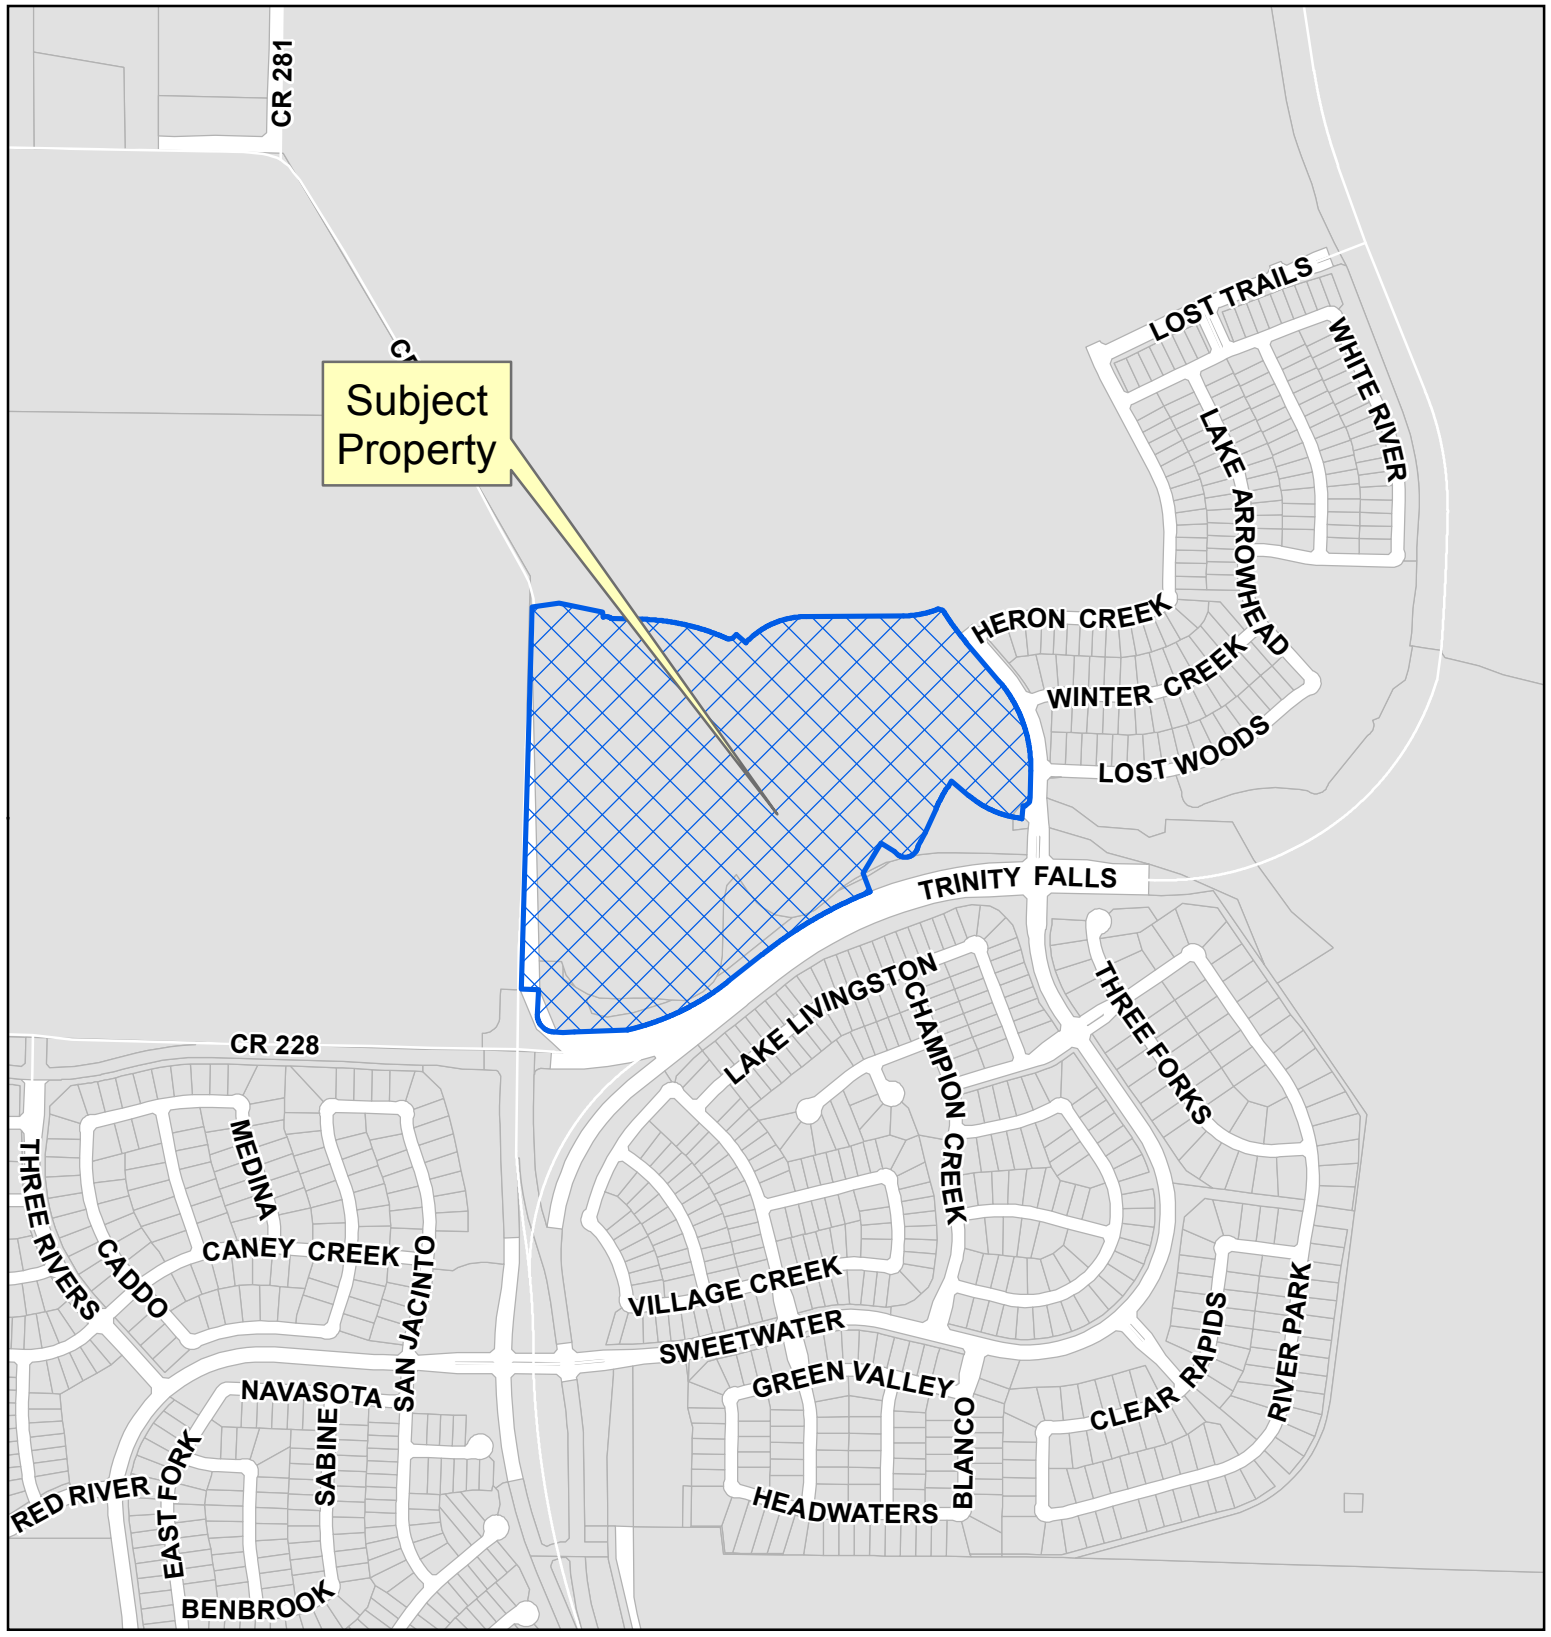 CR 281
LOST TRAILS
WHITE RIVER
Subject
Property
LAKE ARROWHEAD
HERON CREEK
WINTER CREEK
LOST WOODS
TRINITY FALLS
LAKE LIVINGSTON
CHAMPION CREEK
THREE FORKS
CR 228
MEDINA
THREE RIVERS
CADDO
CANEY CREEK
SAN JACINTO
VILLAGE CREEK
SWEETWATER
GREEN VALLEY
CLEAR RAPIDS
RIVER PARK
NAVASOTA
SABINE
EAST FORK
RED RIVER
BLANCO
HEADWATERS
BENBROOK